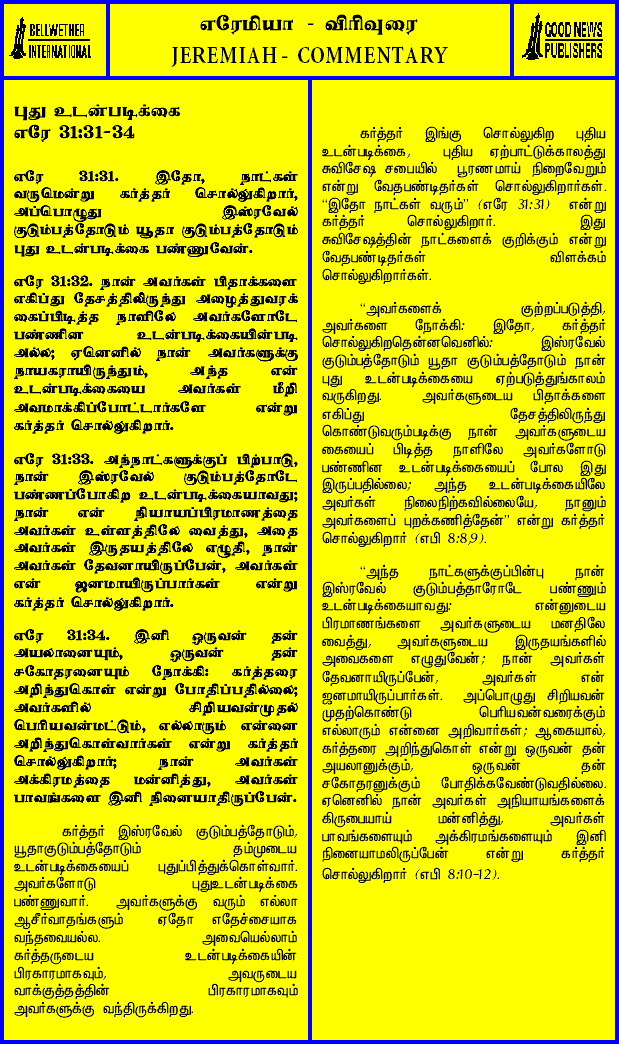 BELLWETHER
INTERNATIONAL
எரேமியா - விரிவுரை
JEREMIAH - COMMENTARY
GOOD NEWS
PUBLISHERS
புது உடன்படிக்கை
எரே 31:31-34
எரே 31:31. இதோ, நாட்கள்
வருமென்று கர்த்தர் சொல்லுகிறார்,
அப்பொழுது இஸ்ரவேல்
குடும்பத்தோடும் யூதா குடும்பத்தோடும்
புது உடன்படிக்கை பண்ணுவேன்.
எரே 31:32. நான் அவர்கள் பிதாக்களை
எகிப்து தேசத்திலிருந்து அழைத்துவரக்
கைப்பிடித்த நாளிலே அவர்களோடே
பண்ணின உடன்படிக்கையின்படி
அல்ல; ஏனெனில் நான் அவர்களுக்கு
நாயகராயிருந்தும், அந்த என்
உடன்படிக்கையை அவர்கள் மீறி
அவமாக்கிப்போட்டார்களே என்று
கர்த்தர் சொல்லுகிறார்.
எரே 31:33. அந்நாட்களுக்குப் பிற்பாடு,
நான் இஸ்ரவேல் குடும்பத்தோடே
பண்ணப்போகிற உடன்படிக்கையாவது;
நான் என் நியாயப்பிரமாணத்தை
அவர்கள் உள்ளத்திலே வைத்து, அதை
அவர்கள் இருதயத்திலே எழுதி, நான்
அவர்கள் தேவனாயிருப்பேன், அவர்கள்
என் ஜனமாயிருப்பார்கள் என்று
கர்த்தர் சொல்லுகிறார்.
எரே 31:34. இனி ஒருவன் தன்
அயலானையும், ஒருவன் தன்
சகோதரனையும் நோக்கி: கர்த்தரை
அறிந்துகொள் என்று போதிப்பதில்லை;
அவர்களில் சிறியவன்முதல்
பெரியவன்மட்டும், எல்லாரும் என்னை
அறிந்துகொள்வார்கள் என்று கர்த்தர்
சொல்லுகிறார்; நான் அவர்கள்
அக்கிரமத்தை மன்னித்து, அவர்கள்
பாவங்களை இனி நினையாதிருப்பேன்.
கர்த்தர் இஸ்ரவேல் குடும்பத்தோடும்,
யூதாகுடும்பத்தோடும் தம்முடைய
உடன்படிக்கையைப் புதுப்பித்துக்கொள்வார்.
அவர்களோடு புதுஉடன்படிக்கை
பண்ணுவார். அவர்களுக்கு வரும் எல்லா
ஆசீர்வாதங்களும் ஏதோ எதேச்சையாக
வந்தவையல்ல. அவையெல்லாம்
கர்த்தருடைய உடன்படிக்கையின்
பிரகாரமாகவும், அவருடைய
வாக்குத்தத்தின் பிரகாரமாகவும்
அவர்களுக்கு வந்திருக்கிறது.
கர்த்தர் இங்கு சொல்லுகிற புதிய
உடன்படிக்கை, புதிய ஏற்பாட்டுக்காலத்து
சுவிசேஷ சபையில் பூரணமாய் நிறைவேறும்
என்று வேதபண்டிதர்கள் சொல்லுகிறார்கள்.
“இதோ நாட்கள் வரும்” (எரே 31:31) என்று
கர்த்தர் சொல்லுகிறார். இது
சுவிசேஷத்தின் நாட்களைக் குறிக்கும் என்று
வேதபண்டிதர்கள் விளக்கம்
சொல்லுகிறார்கள்.
“அவர்களைக் குற்றப்படுத்தி,
அவர்களை நோக்கி: இதோ, கர்த்தர்
சொல்லுகிறதென்னவெனில்: இஸ்ரவேல்
குடும்பத்தோடும் யூதா குடும்பத்தோடும் நான்
புது உடன்படிக்கையை ஏற்படுத்துங்காலம்
வருகிறது. அவர்களுடைய பிதாக்களை
எகிப்து தேசத்திலிருந்து
கொண்டுவரும்படிக்கு நான் அவர்களுடைய
கையைப் பிடித்த நாளிலே அவர்களோடு
பண்ணின உடன்படிக்கையைப் போல இது
இருப்பதில்லை; அந்த உடன்படிக்கையிலே
அவர்கள் நிலைநிற்கவில்லையே, நானும்
அவர்களைப் புறக்கணித்தேன்” என்று கர்த்தர்
சொல்லுகிறார் (எபி 8:8,9).
“அந்த நாட்களுக்குப்பின்பு நான்
இஸ்ரவேல் குடும்பத்தாரோடே பண்ணும்
உடன்படிக்கையாவது: என்னுடைய
பிரமாணங்களை அவர்களுடைய மனதிலே
வைத்து, அவர்களுடைய இருதயங்களில்
அவைகளை எழுதுவேன்; நான் அவர்கள்
தேவனாயிருப்பேன், அவர்கள் என்
ஜனமாயிருப்பார்கள். அப்பொழுது சிறியவன்
முதற்கொண்டு பெரியவன்வரைக்கும்
எல்லாரும் என்னை அறிவார்கள்; ஆகையால்,
கர்த்தரை அறிந்துகொள் என்று ஒருவன் தன்
அயலானுக்கும், ஒருவன் தன்
சகோதரனுக்கும் போதிக்கவேண்டுவதில்லை.
ஏனெனில் நான் அவர்கள் அநியாயங்களைக்
கிருபையாய் மன்னித்து, அவர்கள்
பாவங்களையும் அக்கிரமங்களையும் இனி
நினையாமலிருப்பேன் என்று கர்த்தர்
சொல்லுகிறார் (எபி 8:10-12).